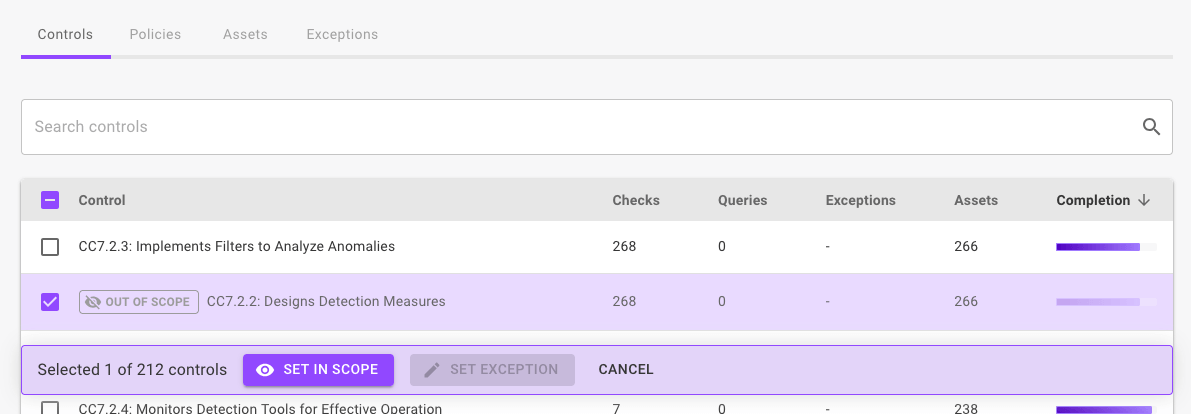 Controls Policies Assets Exceptions
Search controls
Control Checks Queries Exceptions Assets Completion
CC7.2.3: Implements Filters to Analyze Anomalies 268 0 - 266
OUT OF SCOPE CC7.2.2: Designs Detection Measures 268 0 - 266
Selected 1 of 212 controls SET IN SCOPE SET EXCEPTION CANCEL
CC7.2.4: Monitors Detection Tools for Effective Operation 7 0 - 238